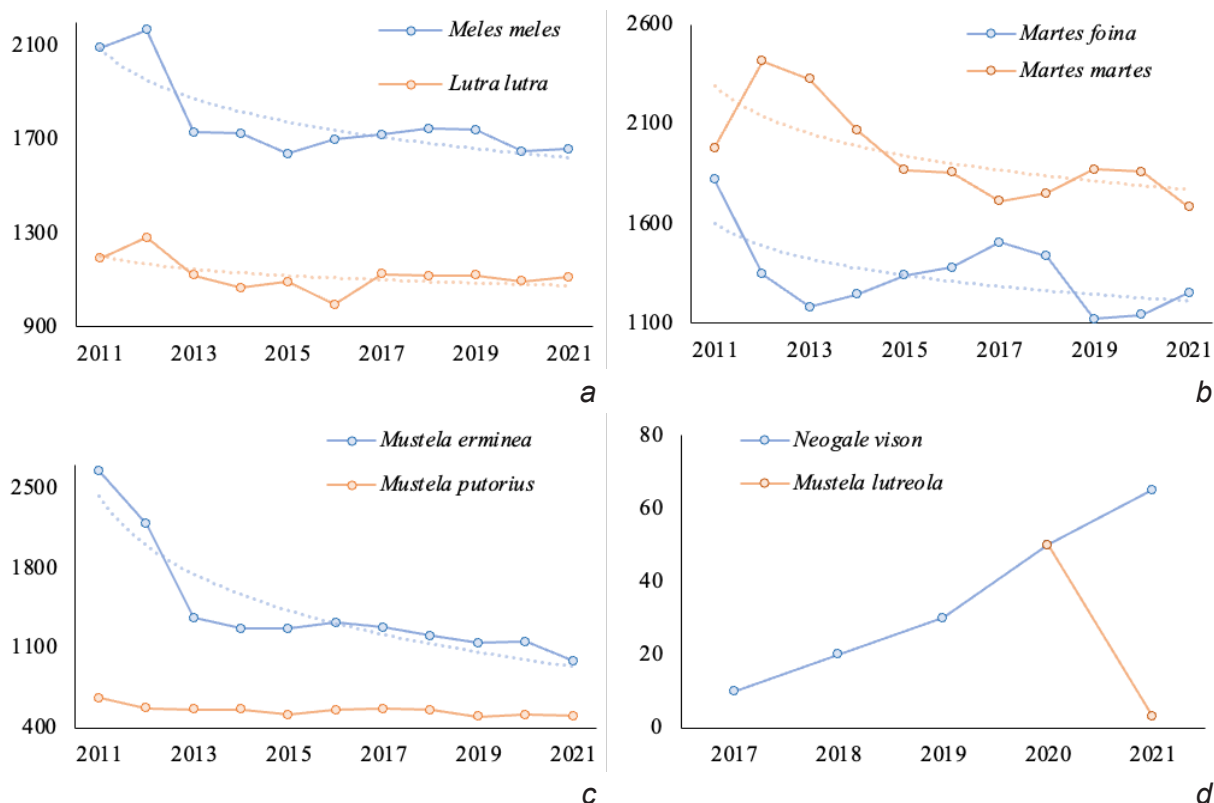 2100
1700
1300
900
Meles meles
Lutra lutra
2011 2013 2015 2017 2019 2021
a
2600
2100
1600
1100
Martes foina
Martes martes
2011 2013 2015 2017 2019 2021
b
2500
1800
1100
400
Mustela erminea
Mustela putorius
2011 2013 2015 2017 2019 2021
c
80
60
40
20
0
Neogale vison
Mustela lutreola
2017 2018 2019 2020 2021
d